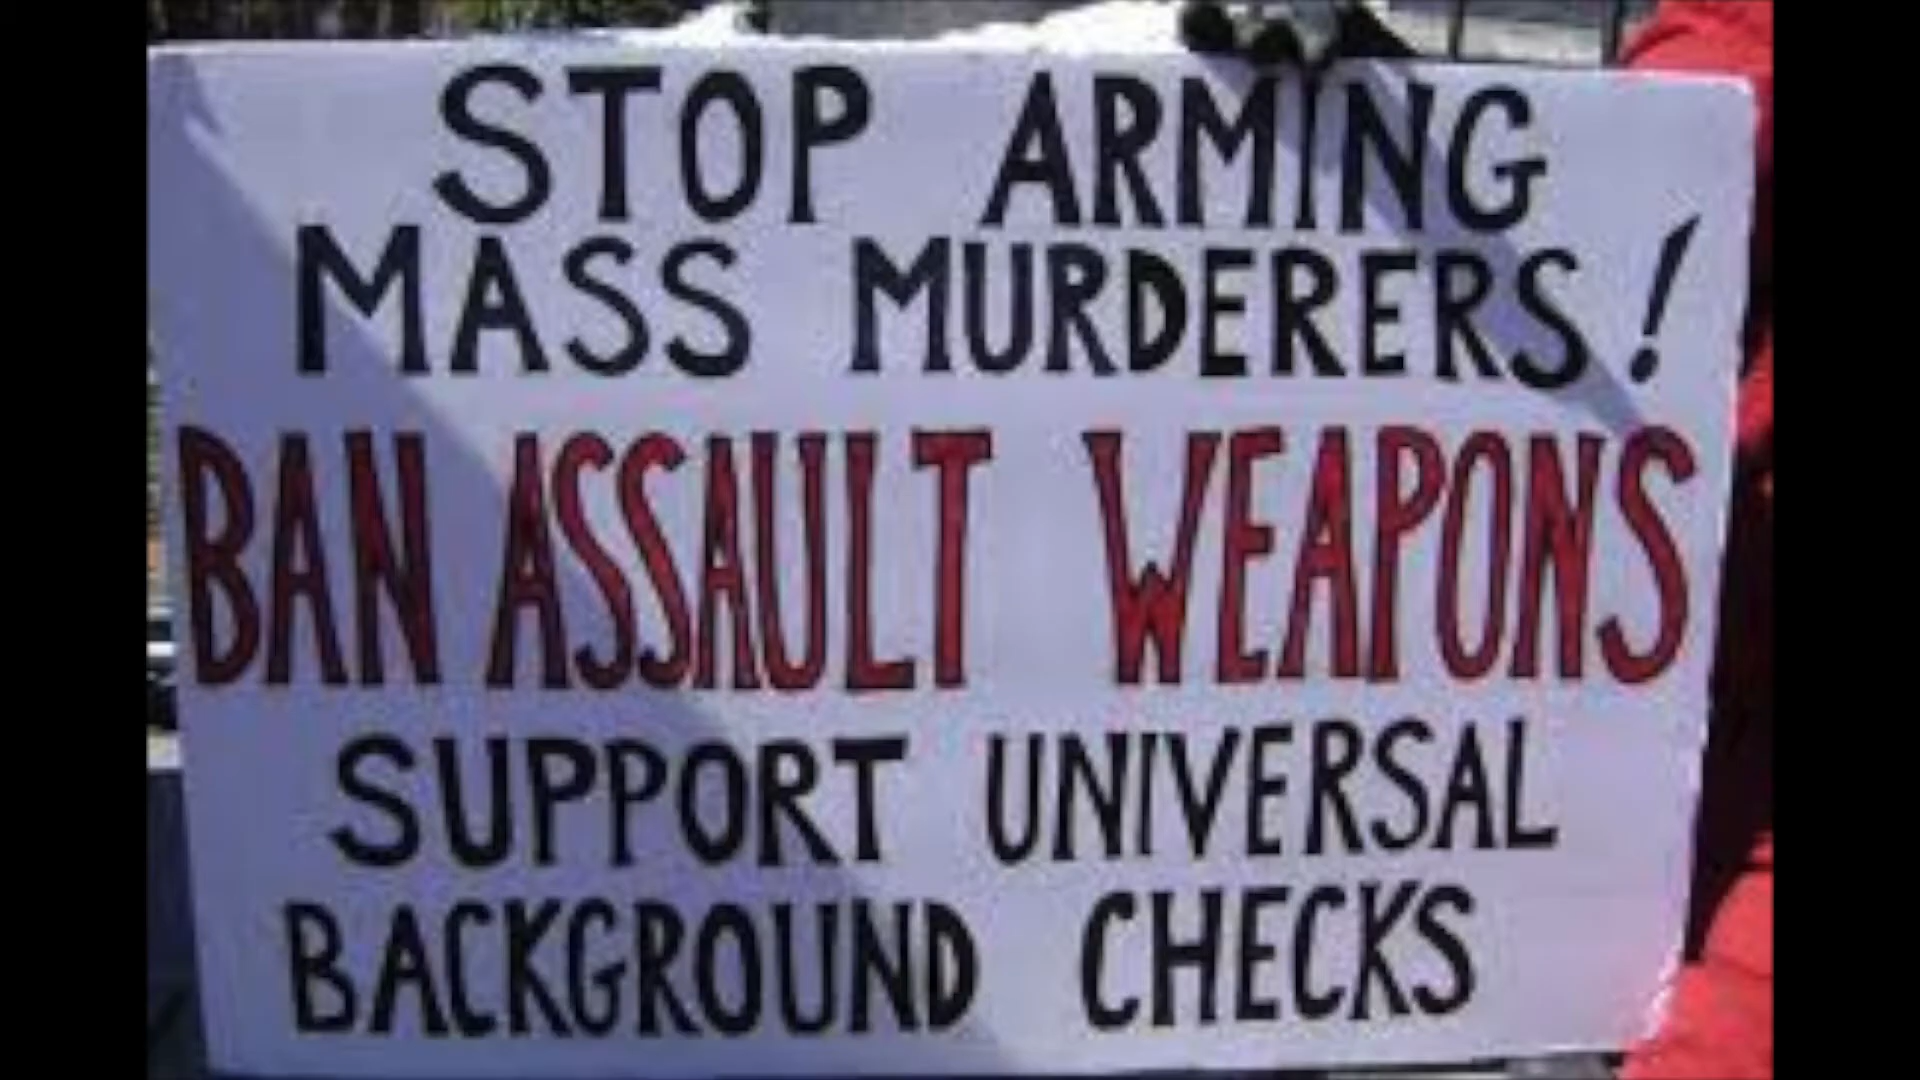 STOP ARMING
MASS MURDERERS!
BAN ASSAULT WEAPONS
SUPPORT UNIVERSAL
BACKGROUND CHECKS